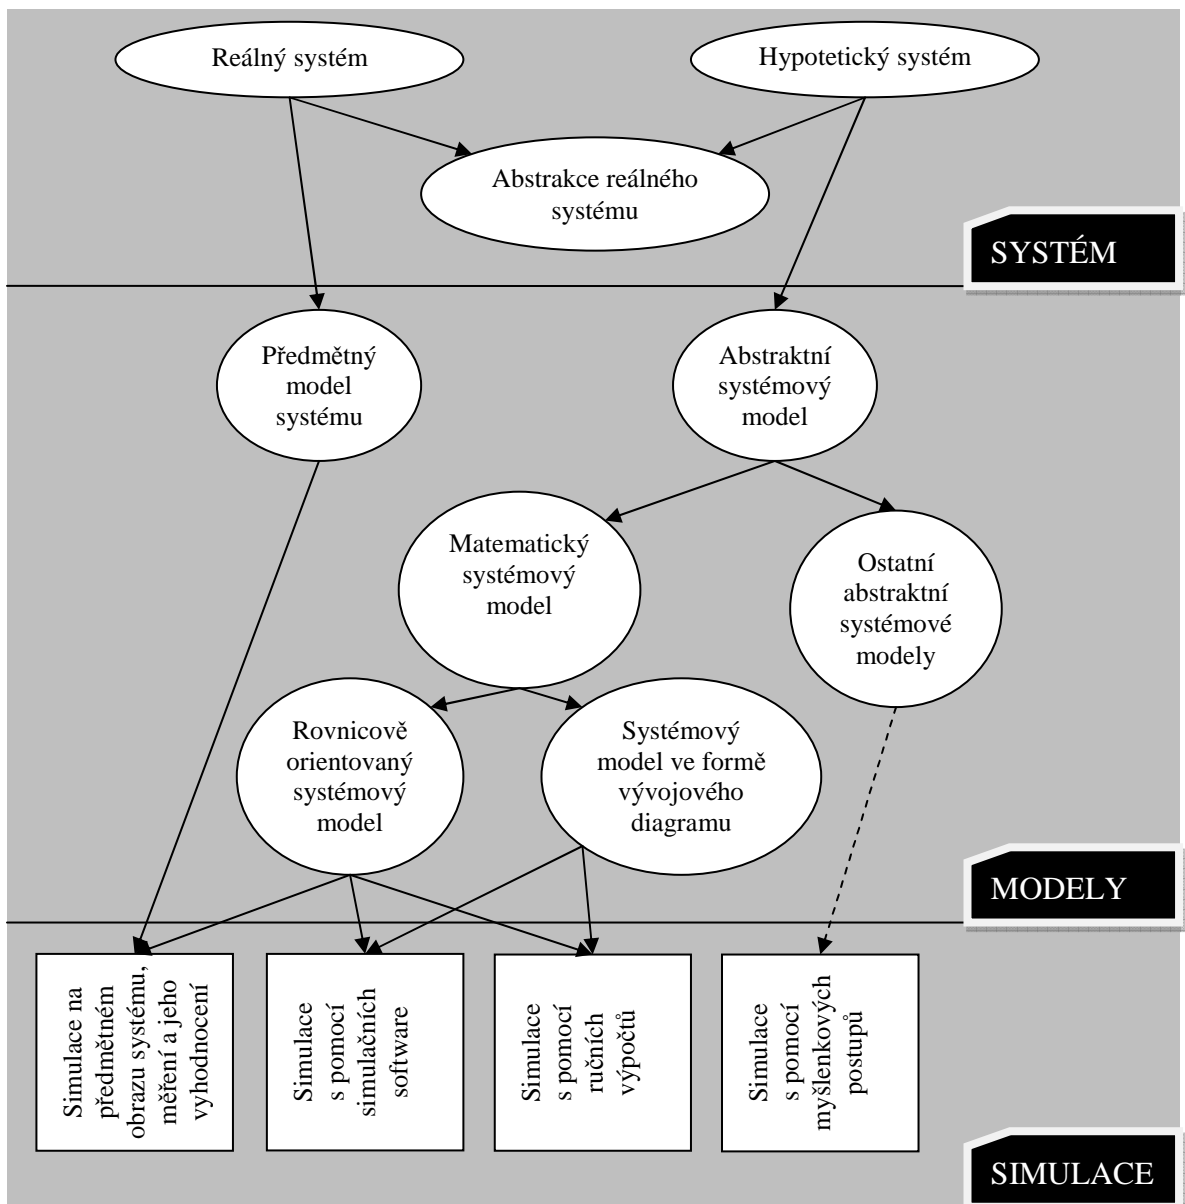 Reálný systém
Hypotetický systém
Abstrakce reálného
systému
SYSTÉM
Předmětný
model
systému
Abstraktní
systémový
model
Matematický
systémový
model
Ostatní
abstraktní
systémové
modely
Rovnicově
orientovaný
systémový
model
Systémový
model ve formě
vývojového
diagramu
MODELY
Simulace na
předmětném
obrazu systému,
měření a jeho
vyhodnocení
Simulace
s pomocí
simulačních
software
Simulace
s pomocí
ručních
výpočtů
Simulace
s pomocí
myšlenkových
postupů
SIMULACE